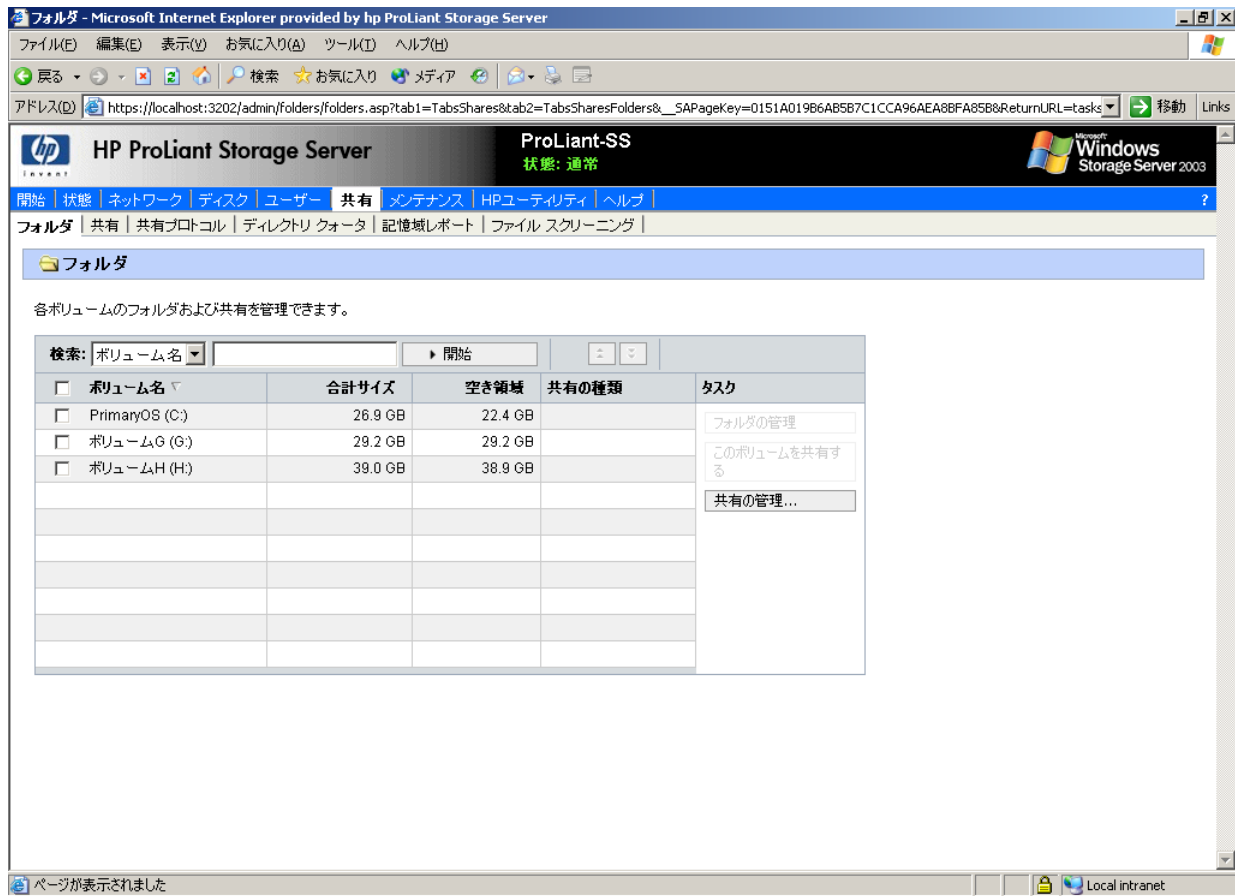 フォルダ - Microsoft Internet Explorer provided by hp ProLiant Storage Server
ファイル(F) 編集(E) 表示(V) お気に入り(A) ツール(T) ヘルプ(H)
戻る 検索 お気に入り メディア
アドレス(D) https://localhost:3202/admin/folders/folders.asp?tab1=TabsShares&tab2=TabsSharesFolders&__SAPageKey=0151A019B6AB5B7C1CCA96AEA8BFA85B&ReturnURL=tasks 移動 Links
hp invent HP ProLiant Storage Server ProLiant-SS Microsoft Windows Storage Server 2003
状態: 通常
開始 状態 ネットワーク ディスク ユーザー 共有 メンテナンス HPユーティリティ ヘルプ ?
フォルダ 共有 共有プロトコル ディレクトリ クォータ 記憶域レポート ファイル スクリーニング
フォルダ
各ボリュームのフォルダおよび共有を管理できます。
検索: ボリューム名 開始
ボリューム名 合計サイズ 空き領域 共有の種類 タスク
PrimaryOS (C:) 26.9 GB 22.4 GB フォルダの管理
ボリュームG (G:) 29.2 GB 29.2 GB このボリュームを共有す
る
ボリュームH (H:) 39.0 GB 38.9 GB
共有の管理...
ページが表示されました Local intranet